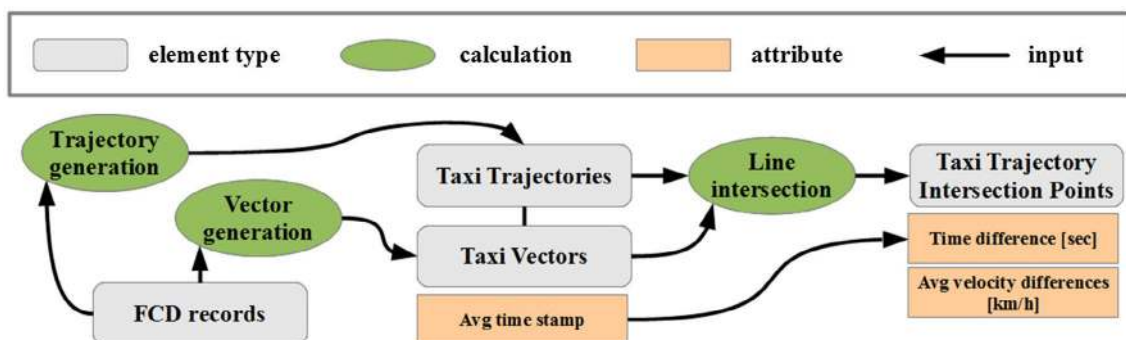 element type
calculation
attribute
input
Trajectory
generation
Vector
generation
FCD records
Taxi Trajectories
Taxi Vectors
Avg time stamp
Line
intersection
Taxi Trajectory
Intersection Points
Time difference [sec]
Avg velocity differences
[km/h]